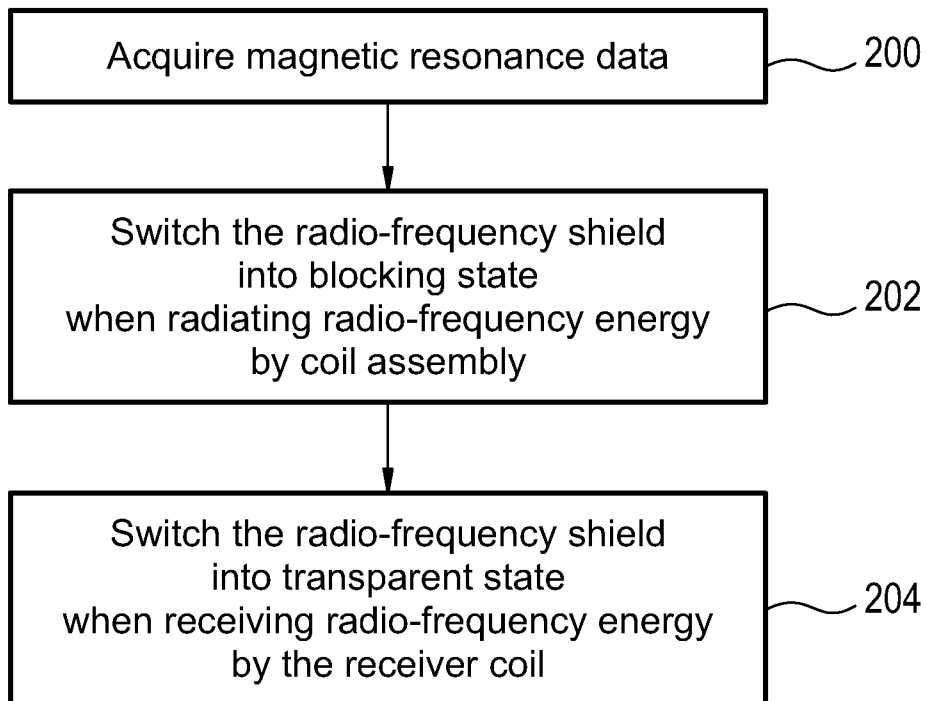 Acquire magnetic resonance data
200
Switch the radio-frequency shield
into blocking state
when radiating radio-frequency energy
by coil assembly
202
Switch the radio-frequency shield
into transparent state
when receiving radio-frequency energy
by the receiver coil
204